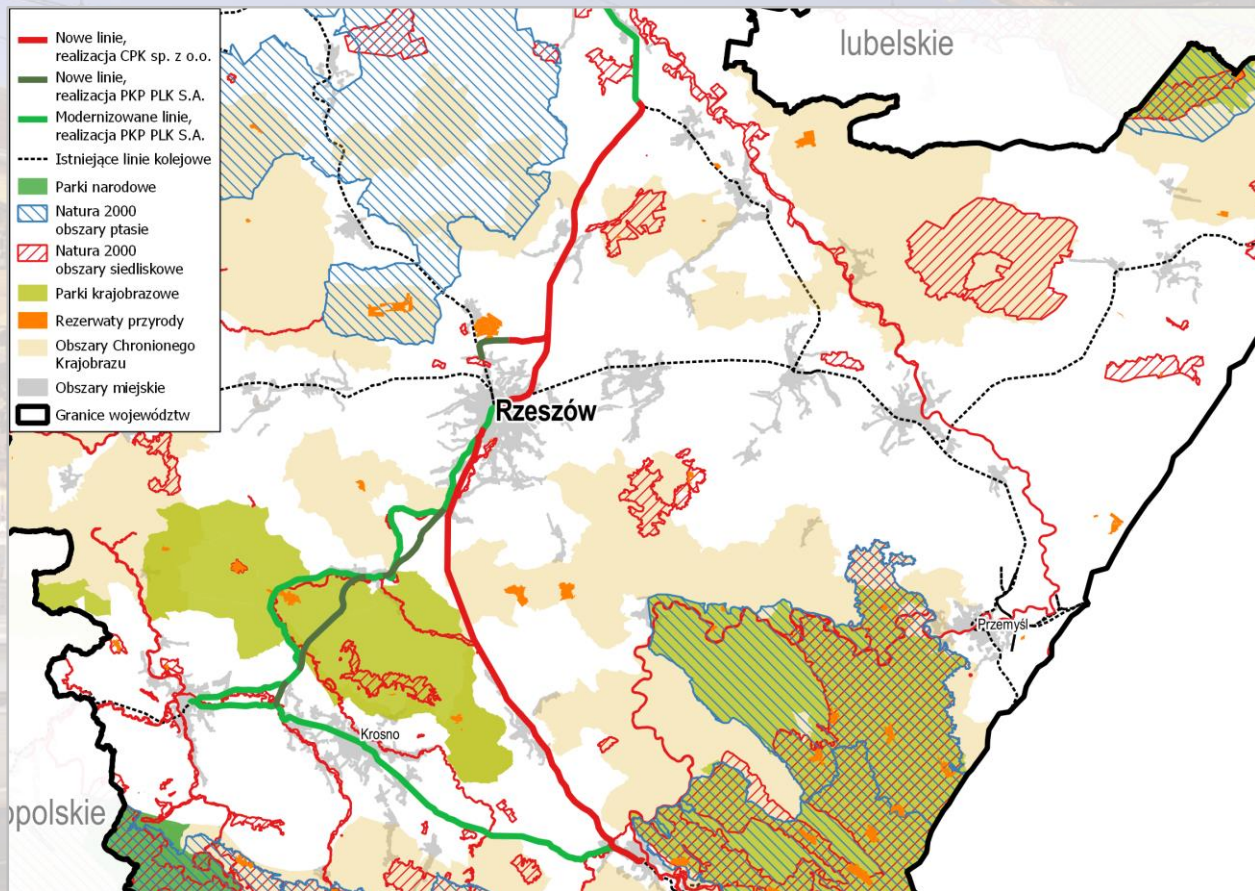 Nowe linie,
realizacja CPK sp. z o.o.
Nowe linie,
realizacja PKP PLK S.A.
Modernizowane linie,
realizacja PKP PLK S.A.
Istniejące linie kolejowe
Parki narodowe
Natura 2000
obszary ptasie
Natura 2000
obszary siedliskowe
Parki krajobrazowe
Rezerwaty przyrody
Obszary Chronionego
Krajobrazu
Obszary miejskie
Granice województw
lubelskie
Rzeszów
Przemyśl
Krosno
opolskie